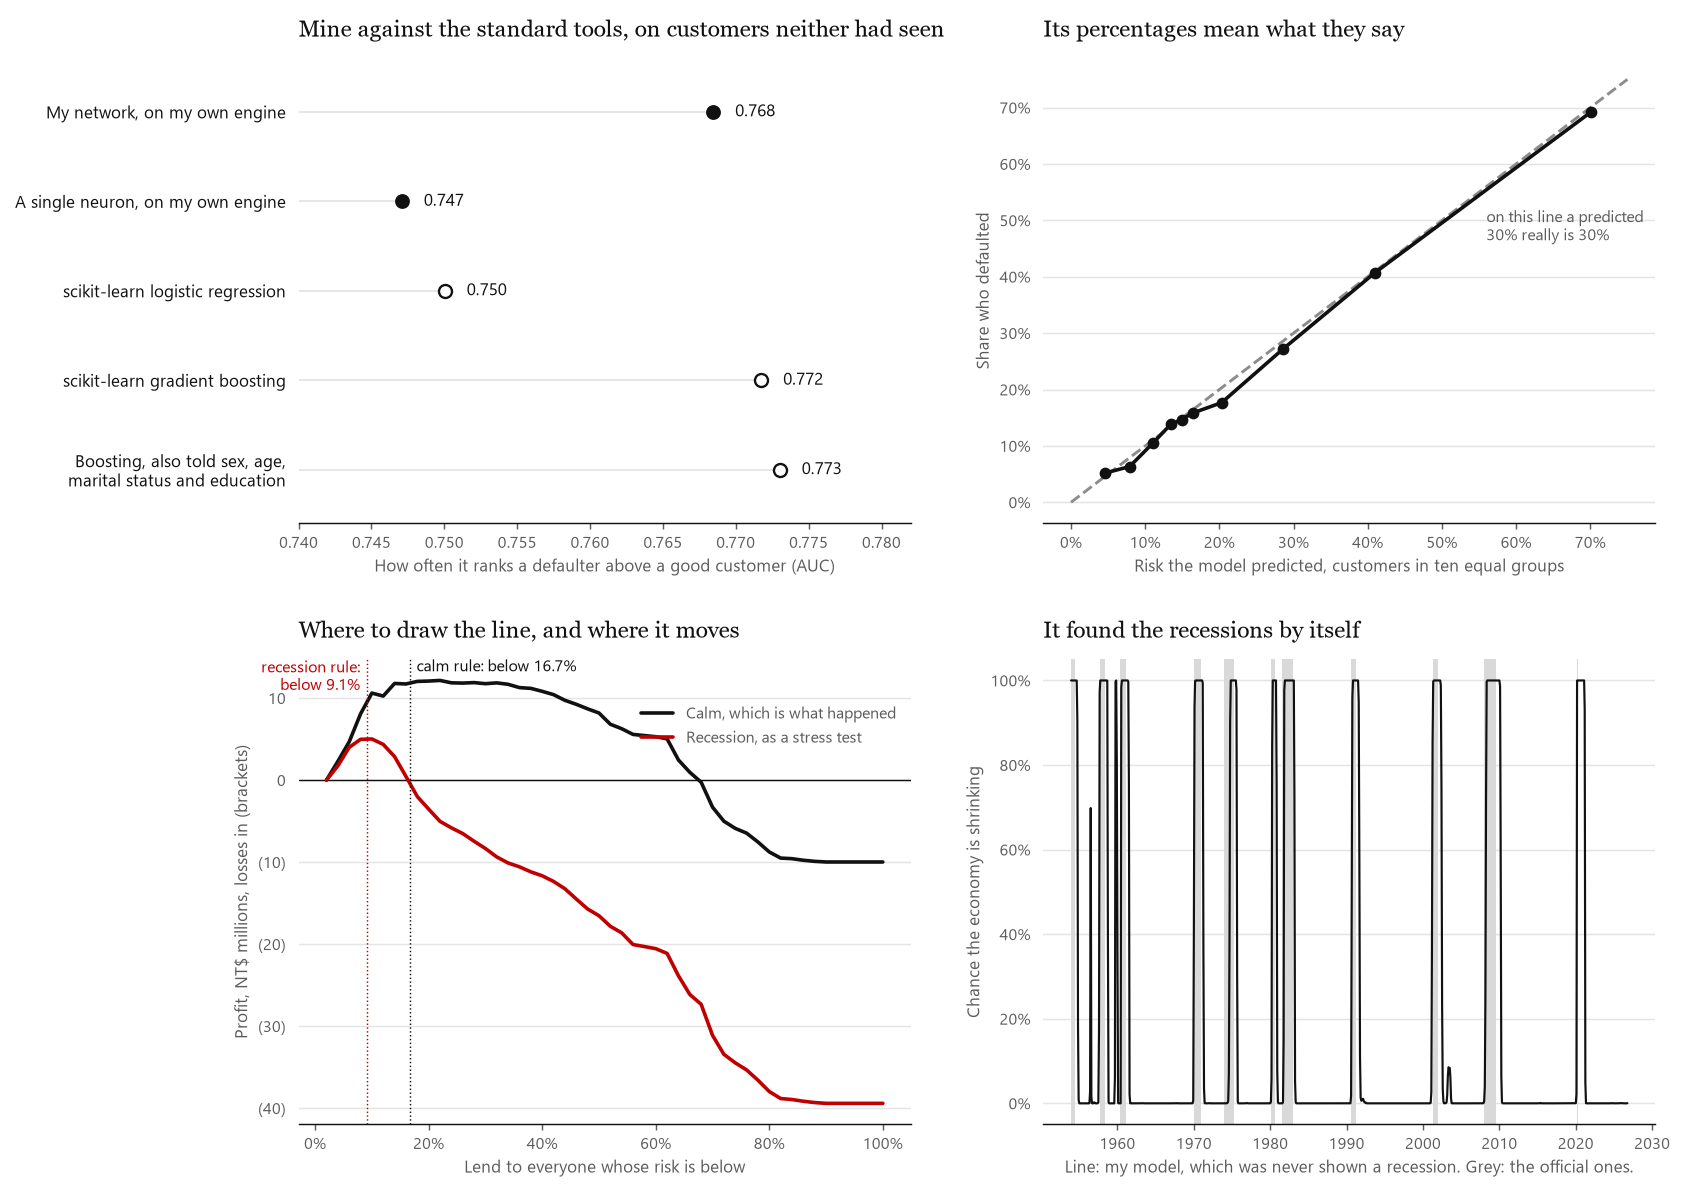 Mine against the standard tools, on customers neither had seen
My network, on my own engine
0.768
A single neuron, on my own engine
0.747
scikit-learn logistic regression
0.750
scikit-learn gradient boosting
0.772
Boosting, also told sex, age,
marital status and education
0.773
0.740 0.745 0.750 0.755 0.760 0.765 0.770 0.775 0.780
How often it ranks a defaulter above a good customer (AUC)
Its percentages mean what they say
Share who defaulted
70%
60%
50%
40%
30%
20%
10%
0%
on this line a predicted
30% really is 30%
0% 10% 20% 30% 40% 50% 60% 70%
Risk the model predicted, customers in ten equal groups
Where to draw the line, and where it moves
recession rule:
below 9.1%
calm rule: below 16.7%
Calm, which is what happened
Recession, as a stress test
Profit, NT$ millions, losses in (brackets)
10
0
(10)
(20)
(30)
(40)
0% 20% 40% 60% 80% 100%
Lend to everyone whose risk is below
It found the recessions by itself
Chance the economy is shrinking
100%
80%
60%
40%
20%
0%
1960 1970 1980 1990 2000 2010 2020 2030
Line: my model, which was never shown a recession. Grey: the official ones.